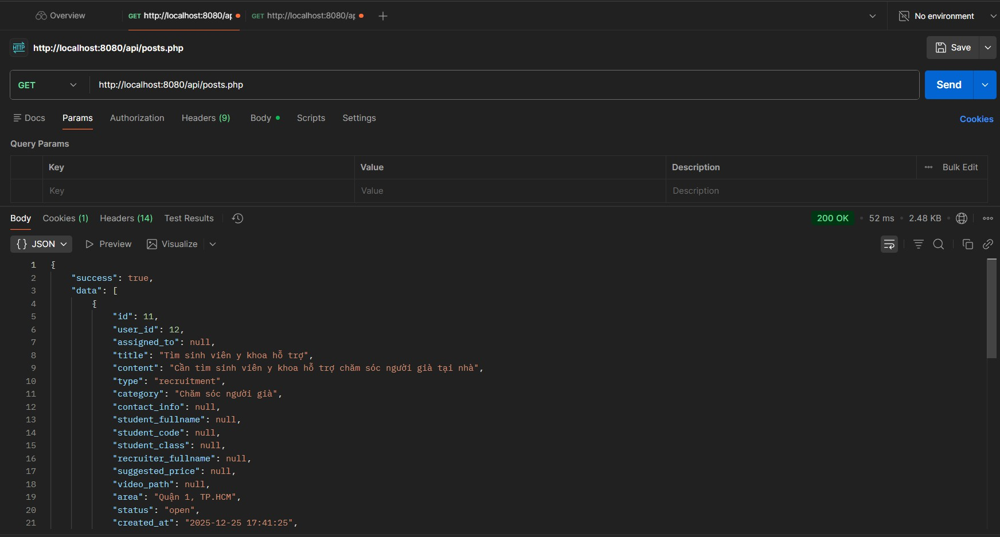 Overview
GET http://localhost:8080/ap
GET http://localhost:8080/ap
No environment
HTTP http://localhost:8080/api/posts.php
Save
GET http://localhost:8080/api/posts.php
Send
Docs Params Authorization Headers (9) Body Scripts Settings
Cookies
Query Params
Key Value Description Bulk Edit
Key Value Description
Body Cookies (1) Headers (14) Test Results
200 OK 52 ms 2.48 KB
{} JSON Preview Visualize
1 {
2 "success": true,
3 "data": [
4 {
5 "id": 11,
6 "user_id": 12,
7 "assigned_to": null,
8 "title": "Tìm sinh viên y khoa hỗ trợ",
9 "content": "Cần tìm sinh viên y khoa hỗ trợ chăm sóc người già tại nhà",
10 "type": "recruitment",
11 "category": "Chăm sóc người già",
12 "contact_info": null,
13 "student_fullname": null,
14 "student_code": null,
15 "student_class": null,
16 "recruiter_fullname": null,
17 "suggested_price": null,
18 "video_path": null,
19 "area": "Quận 1, TP.HCM",
20 "status": "open",
21 "created_at": "2025-12-25 17:41:25",